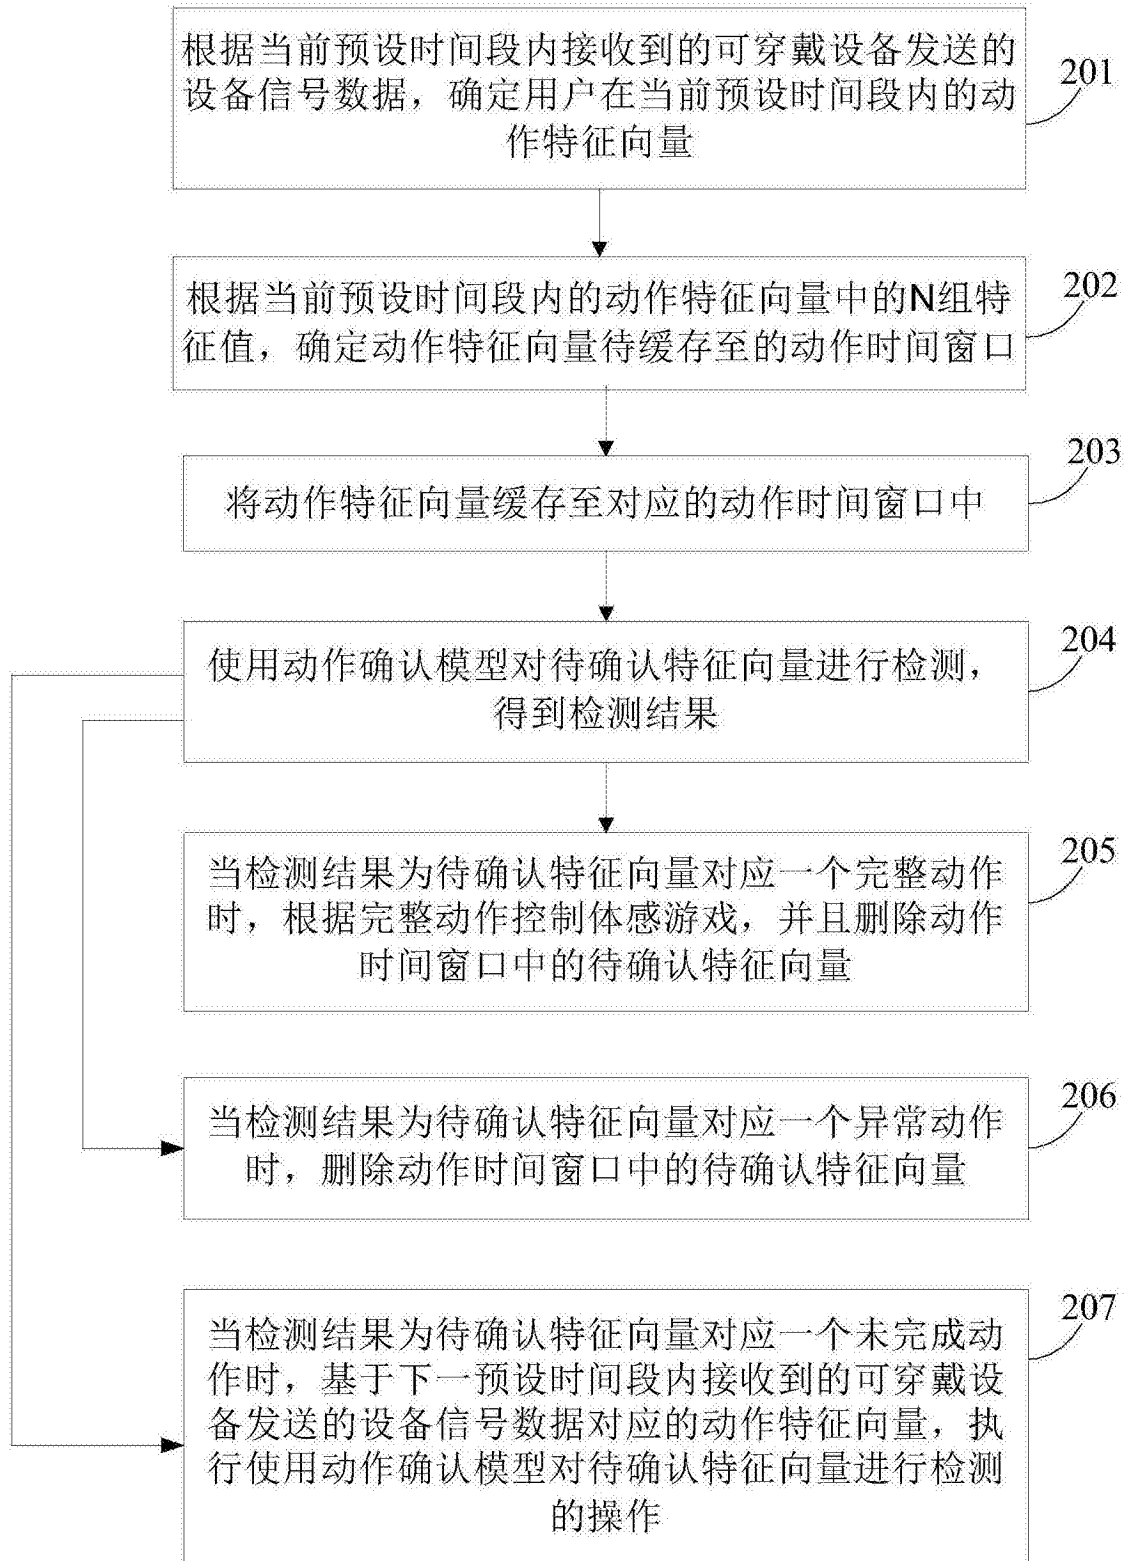 根据当前预设时间段内接收到的可穿戴设备发送的
设备信号数据，确定用户在当前预设时间段内的动
作特征向量
201
根据当前预设时间段内的动作特征向量中的N组特
征值，确定动作特征向量待缓存至的动作时间窗口
202
将动作特征向量缓存至对应的动作时间窗口中
203
使用动作确认模型对待确认特征向量进行检测，
得到检测结果
204
当检测结果为待确认特征向量对应一个完整动作
时，根据完整动作控制体感游戏，并且删除动作
时间窗口中的待确认特征向量
205
当检测结果为待确认特征向量对应一个异常动作
时，删除动作时间窗口中的待确认特征向量
206
当检测结果为待确认特征向量对应一个未完成动
作时，基于下一预设时间段内接收到的可穿戴设
备发送的设备信号数据对应的动作特征向量，执
行使用动作确认模型对待确认特征向量进行检测
的操作
207